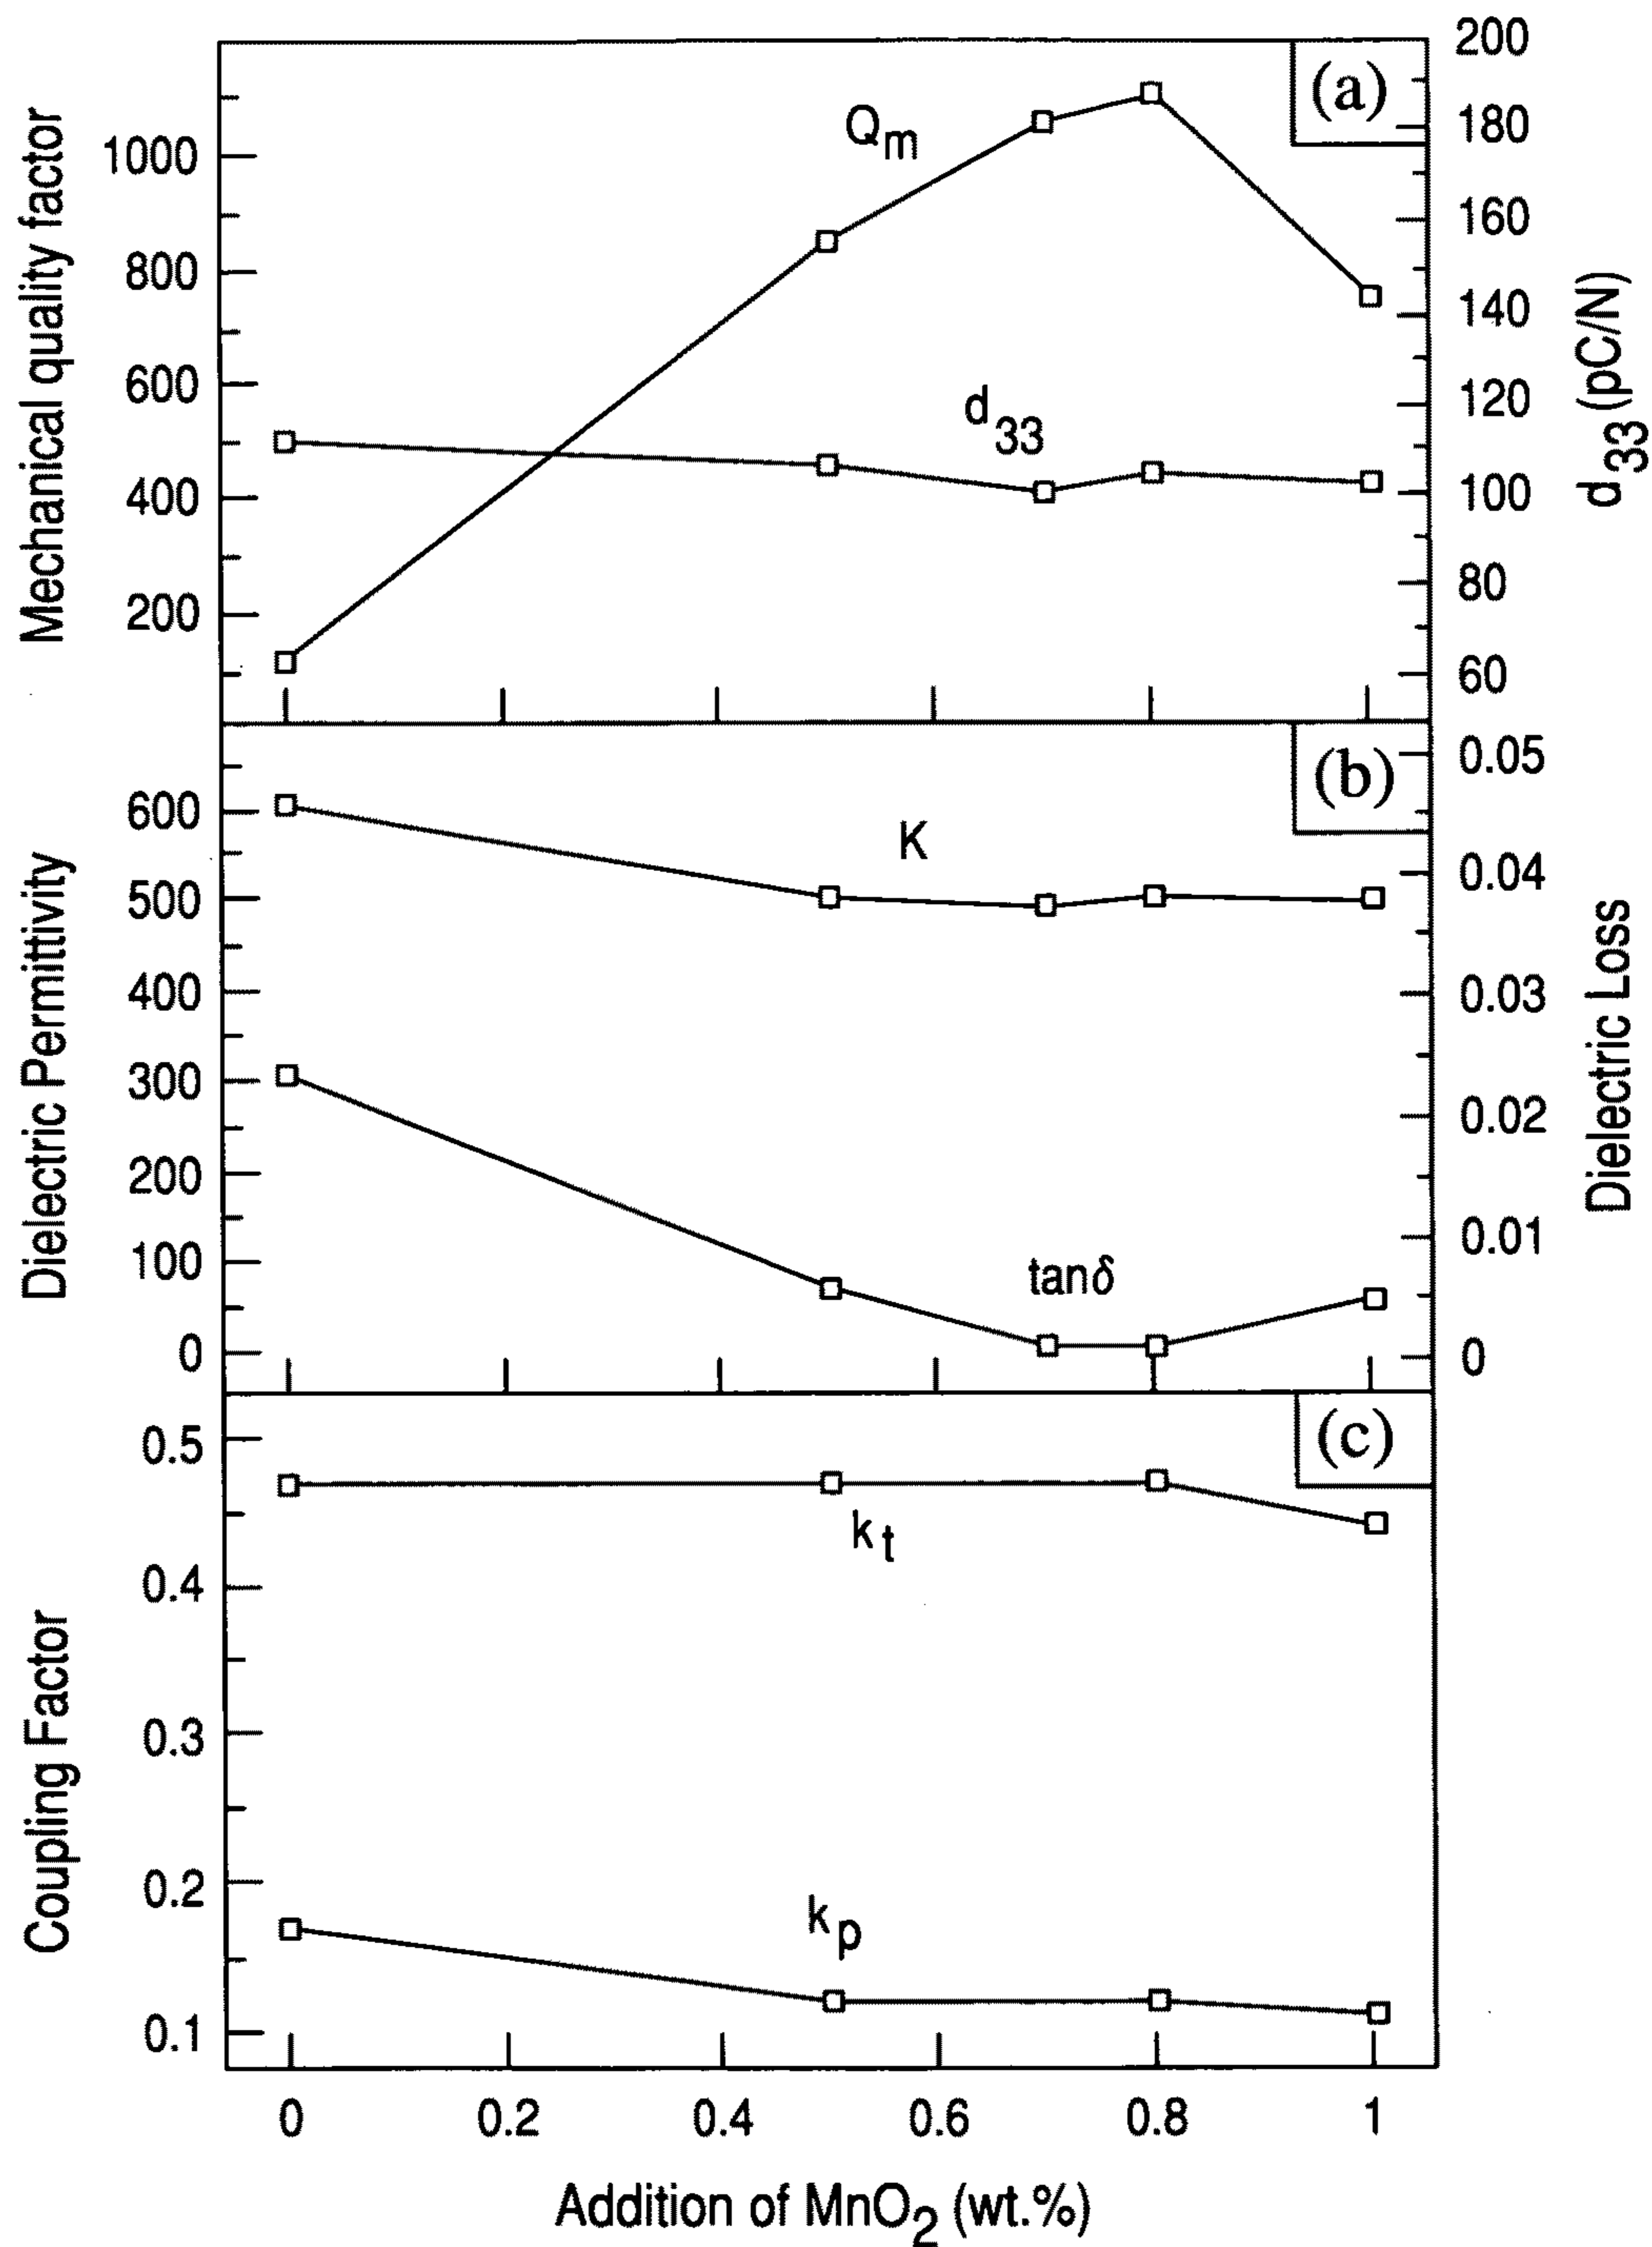 (a)
Mechanical quality factor
1000
800
600
400
200
Qm
d33
200
180
160
140
120
100
80
60
d33 (pC/N)
(b)
Dielectric Permitivity
600
500
400
300
200
100
0
K
tanδ
0.05
0.04
0.03
0.02
0.01
0
Dielectric Loss
(c)
Coupling Factor
0.5
0.4
0.3
0.2
0.1
kt
kp
0 0.2 0.4 0.6 0.8 1
Addition of MnO2 (wt.%)